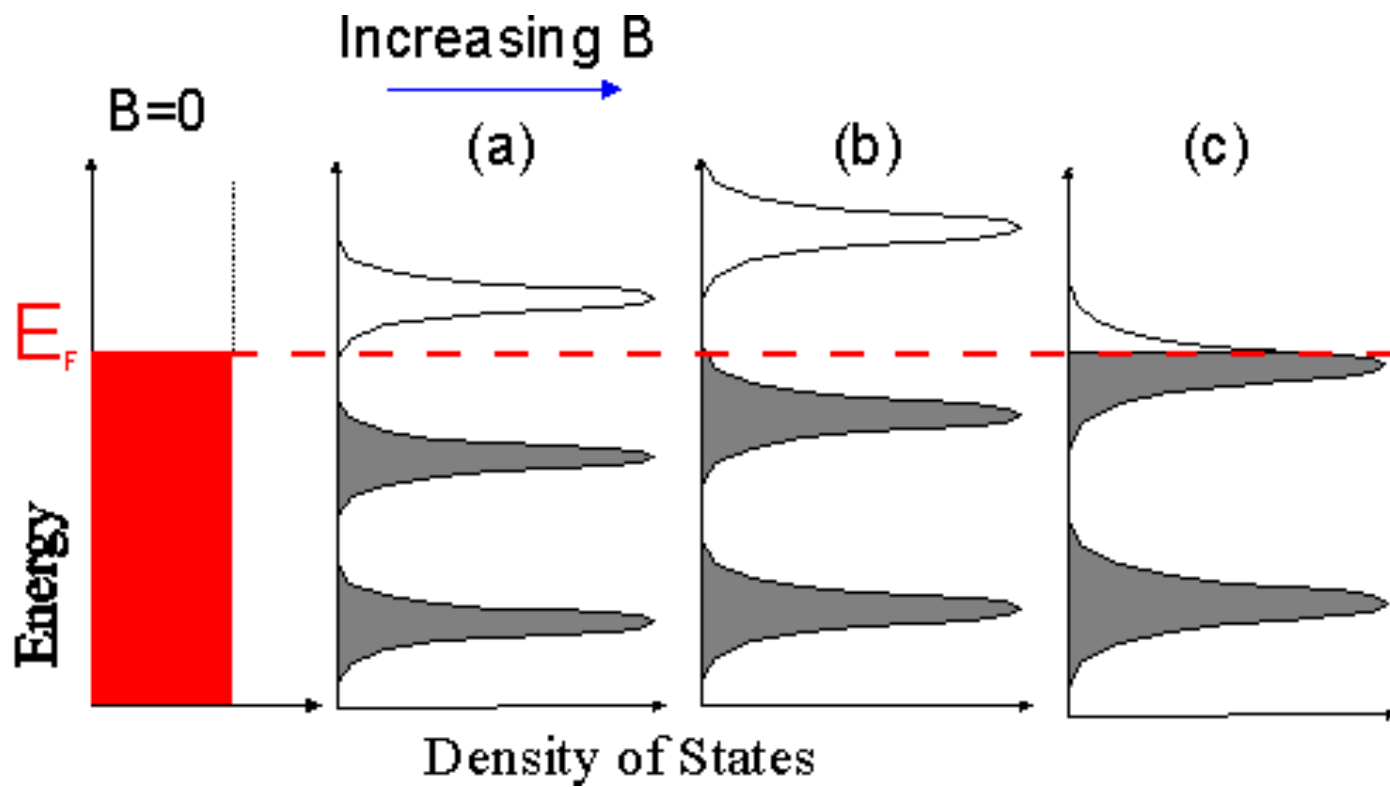 Increasing B
B=0
(a)
(b)
(c)
EF
Energy
Density of States